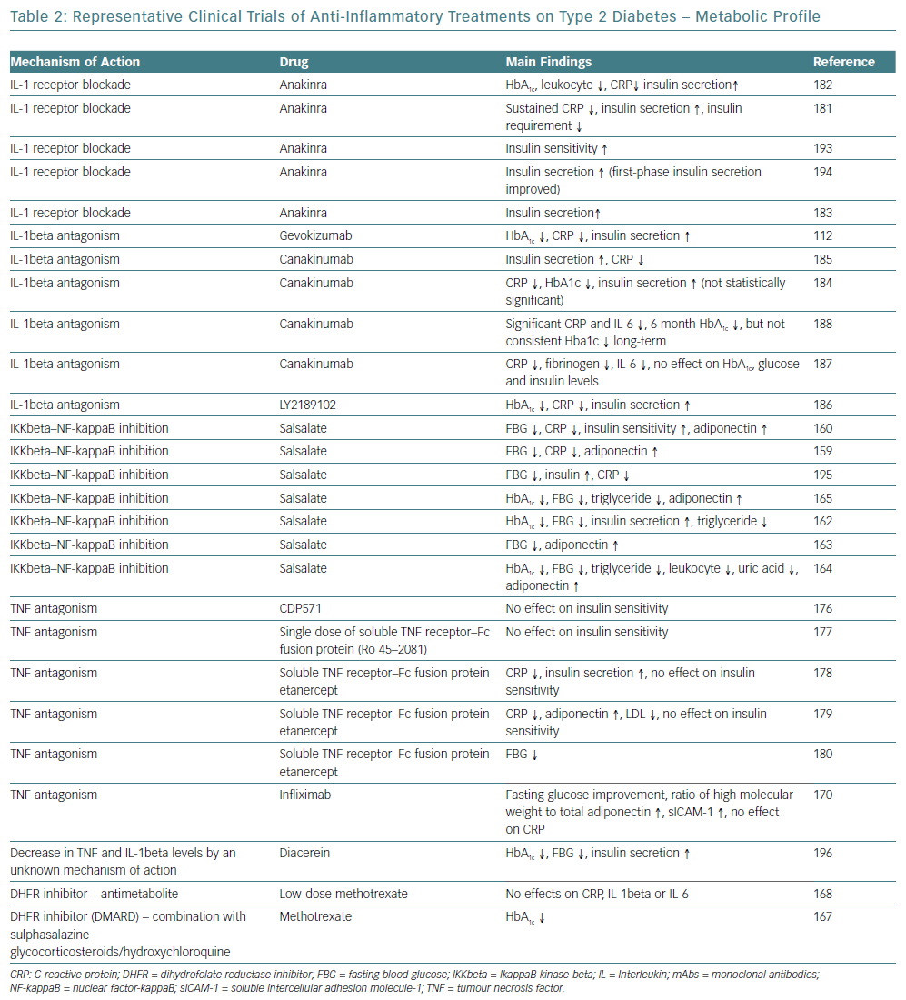 Table 2: Representative Clinical Trials of Anti-Inflammatory Treatments on Type 2 Diabetes – Metabolic Profile
Mechanism of Action Drug Main Findings Reference
IL-1 receptor blockade Anakinra HbA1c, leukocyte ↓, CRP↓ insulin secretion↑ 182
IL-1 receptor blockade Anakinra Sustained CRP ↓, insulin secretion ↑, insulin 181
requirement ↓
IL-1 receptor blockade Anakinra Insulin sensitivity ↑ 193
IL-1 receptor blockade Anakinra Insulin secretion ↑ (first-phase insulin secretion 194
improved)
IL-1 receptor blockade Anakinra Insulin secretion↑ 183
IL-1beta antagonism Gevokizumab HbA1c ↓, CRP ↓, insulin secretion ↑ 112
IL-1beta antagonism Canakinumab Insulin secretion ↑, CRP ↓ 185
IL-1beta antagonism Canakinumab CRP ↓, HbA1c ↓, insulin secretion ↑ (not statistically 184
significant)
IL-1beta antagonism Canakinumab Significant CRP and IL-6 ↓, 6 month HbA1c ↓, but not 188
consistent Hba1c ↓ long-term
IL-1beta antagonism Canakinumab CRP ↓, fibrinogen ↓, IL-6 ↓, no effect on HbA1c, glucose 187
and insulin levels
IL-1beta antagonism LY2189102 HbA1c ↓, CRP ↓, insulin secretion ↑ 186
IKKbeta–NF-kappaB inhibition Salsalate FBG ↓, CRP ↓, insulin sensitivity ↑, adiponectin ↑ 160
IKKbeta–NF-kappaB inhibition Salsalate FBG ↓, CRP ↓, adiponectin ↑ 159
IKKbeta–NF-kappaB inhibition Salsalate FBG ↓, insulin ↑, CRP ↓ 195
IKKbeta–NF-kappaB inhibition Salsalate HbA1c ↓, FBG ↓, triglyceride ↓, adiponectin ↑ 165
IKKbeta–NF-kappaB inhibition Salsalate HbA1c ↓, FBG ↓, insulin secretion ↑, triglyceride ↓ 162
IKKbeta–NF-kappaB inhibition Salsalate FBG ↓, adiponectin ↑ 163
IKKbeta–NF-kappaB inhibition Salsalate HbA1c ↓, FBG ↓, triglyceride ↓, leukocyte ↓, uric acid ↓, 164
adiponectin ↑
TNF antagonism CDP571 No effect on insulin sensitivity 176
TNF antagonism Single dose of soluble TNF receptor–Fc No effect on insulin sensitivity 177
fusion protein (Ro 45–2081)
TNF antagonism Soluble TNF receptor–Fc fusion protein CRP ↓, insulin secretion ↑, no effect on insulin 178
etanercept sensitivity
TNF antagonism Soluble TNF receptor–Fc fusion protein CRP ↓, adiponectin ↑, LDL ↓, no effect on insulin 179
etanercept sensitivity
TNF antagonism Soluble TNF receptor–Fc fusion protein FBG ↓ 180
etanercept
TNF antagonism Infliximab Fasting glucose improvement, ratio of high molecular 170
weight to total adiponectin ↑, sICAM-1 ↑, no effect
on CRP
Decrease in TNF and IL-1beta levels by an Diacerein HbA1c ↓, FBG ↓, insulin secretion ↑ 196
unknown mechanism of action
DHFR inhibitor – antimetabolite Low-dose methotrexate No effects on CRP, IL-1beta or IL-6 168
DHFR inhibitor (DMARD) – combination with Methotrexate HbA1c ↓ 167
sulphasalazine
glycocorticosteroids/hydroxychloroquine
CRP: C-reactive protein; DHFR = dihydrofolate reductase inhibitor; FBG = fasting blood glucose; IKKbeta = IkappaB kinase-beta; IL = Interleukin; mAbs = monoclonal antibodies;
NF-kappaB = nuclear factor-kappaB; sICAM-1 = soluble intercellular adhesion molecule-1; TNF = tumour necrosis factor.